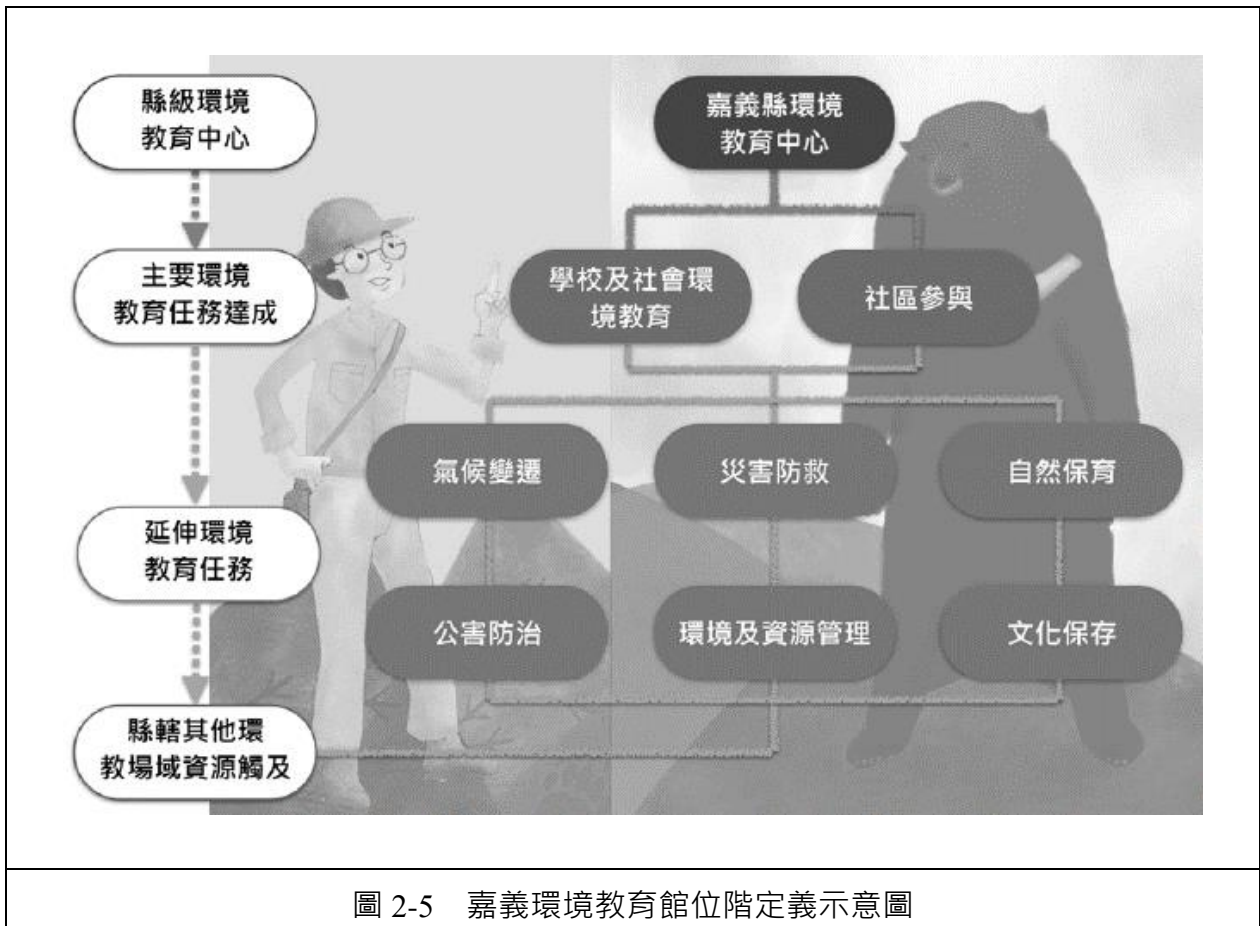 縣級環境
教育中心
主要環境
教育任務達成
延伸環境
教育任務
縣轄其他環
教場域資源觸及
嘉義縣環境
教育中心
學校及社會環
境教育
社區參與
氣候變遷
災害防救
自然保育
公害防治
環境及資源管理
文化保存
圖 2-5 嘉義環境教育館位階定義示意圖